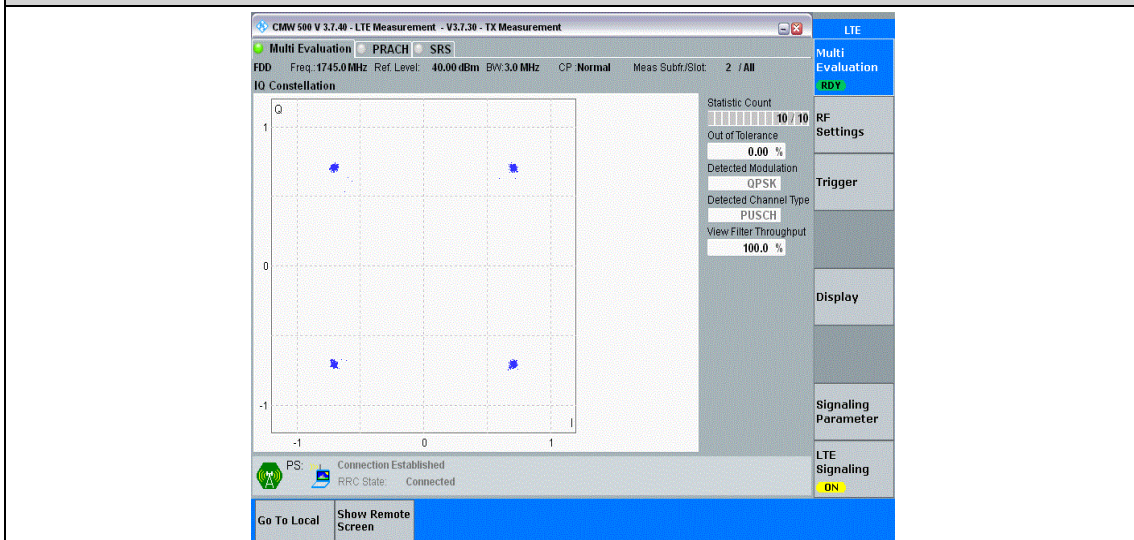 CMW 500 V 3.7.40 - LTE Measurement - V3.7.30 - TX Measurement
LTE
Multi Evaluation PRACH SRS
FDD Freq.:1745.0 MHz Ref. Level: 40.00 dBm BW:3.0 MHz CP :Normal Meas Subfr./Slot: 2 / All
IQ Constellation
Q
1
0
-1
-1 0 1
I
Statistic Count
10 / 10
Out of Tolerance
0.00 %
Detected Modulation
QPSK
Detected Channel Type
PUSCH
View Filter Throughput
100.0 %
Multi
Evaluation
RDY
RF
Settings
Trigger
Display
Signaling
Parameter
LTE
Signaling
ON
PS: Connection Established
RRC State: Connected
Go To Local
Show Remote
Screen